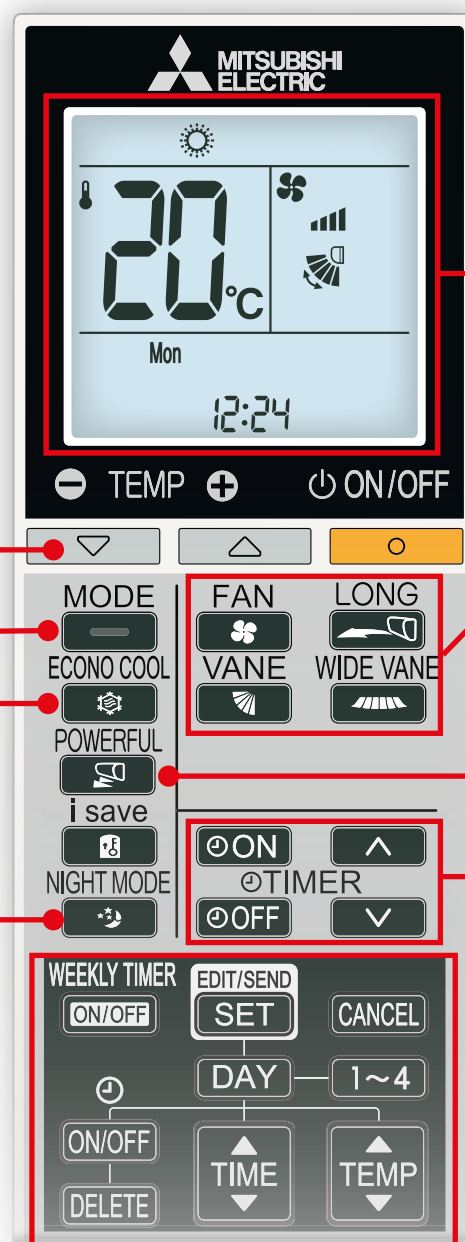 MITSUBISHI
ELECTRIC
20°C
Mon
12:24
TEMP ON/OFF
MODE FAN LONG
ECONO COOL VANE WIDE VANE
POWERFUL
i save
ON
NIGHT MODE TIMER
OFF
WEEKLY TIMER EDIT/SEND
ON/OFF SET CANCEL
DAY 1~4
ON/OFF TIME TEMP
DELETE